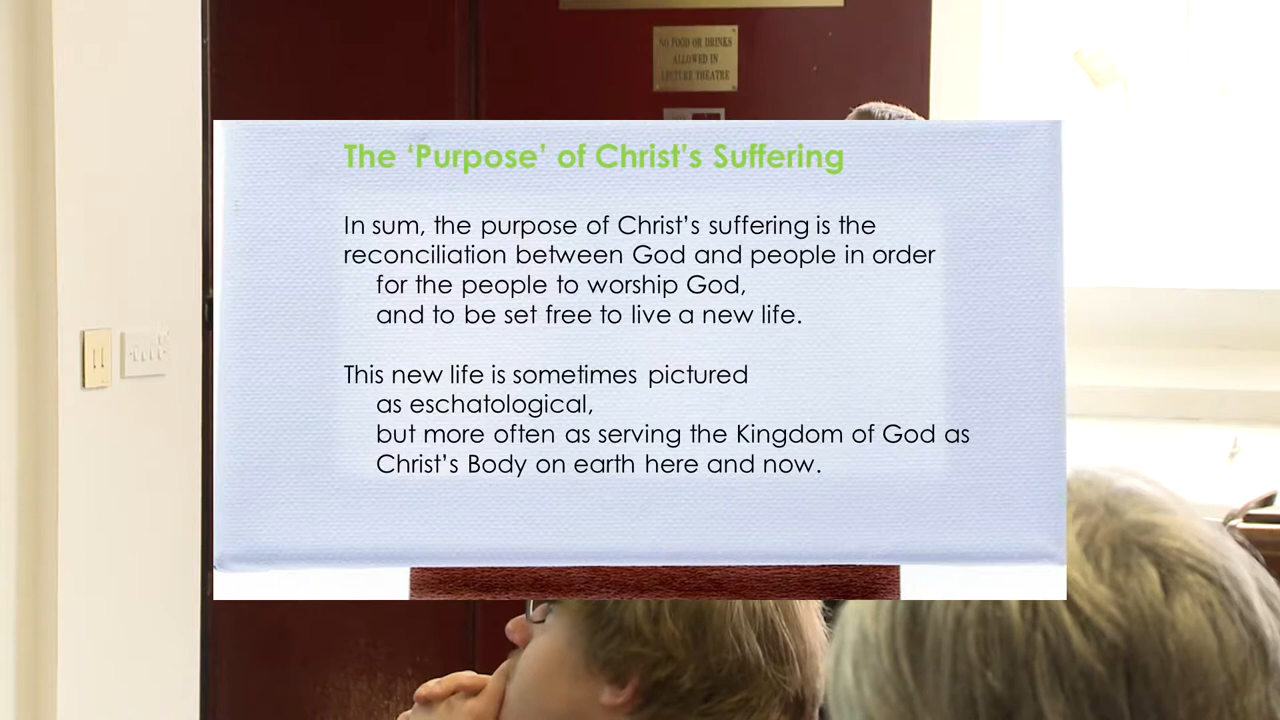 NO FOOD OR DRINKS
ALLOWED IN
LECTURE THEATRE
The ‘Purpose’ of Christ’s Suffering
In sum, the purpose of Christ’s suffering is the
reconciliation between God and people in order
for the people to worship God,
and to be set free to live a new life.
This new life is sometimes pictured
as eschatological,
but more often as serving the Kingdom of God as
Christ’s Body on earth here and now.